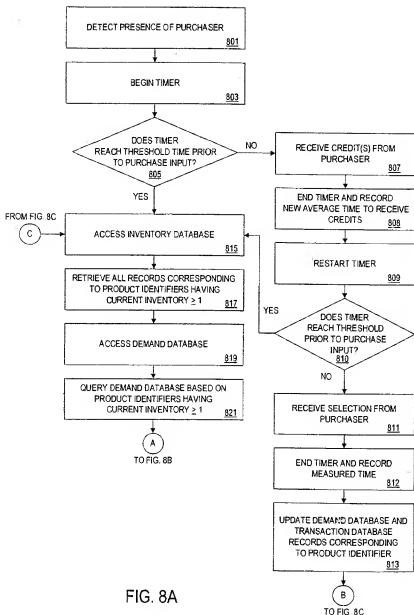 DETECT PRESENCE OF PURCHASER
801
BEGIN TIMER
803
DOES TIMER
REACH THRESHOLD TIME PRIOR
TO PURCHASE INPUT?
805
NO
YES
RECEIVE CREDIT(S) FROM
PURCHASER
807
END TIMER AND RECORD
NEW AVERAGE TIME TO RECEIVE
CREDITS
808
RESTART TIMER
809
DOES TIMER
REACH THRESHOLD
PRIOR TO PURCHASE
INPUT?
810
YES
NO
RECEIVE SELECTION FROM
PURCHASER
811
END TIMER AND RECORD
MEASURED TIME
812
UPDATE DEMAND DATABASE AND
TRANSACTION DATABASE
RECORDS CORRESPONDING
TO PRODUCT IDENTIFIER
813
B
TO FIG. 8C
FROM FIG. 8C
C
ACCESS INVENTORY DATABASE
815
RETRIEVE ALL RECORDS CORRESPONDING
TO PRODUCT IDENTIFIERS HAVING
CURRENT INVENTORY ≥ 1
817
ACCESS DEMAND DATABASE
819
QUERY DEMAND DATABASE BASED ON
PRODUCT IDENTIFIERS HAVING
CURRENT INVENTORY ≥ 1
821
A
TO FIG. 8B
FIG. 8A